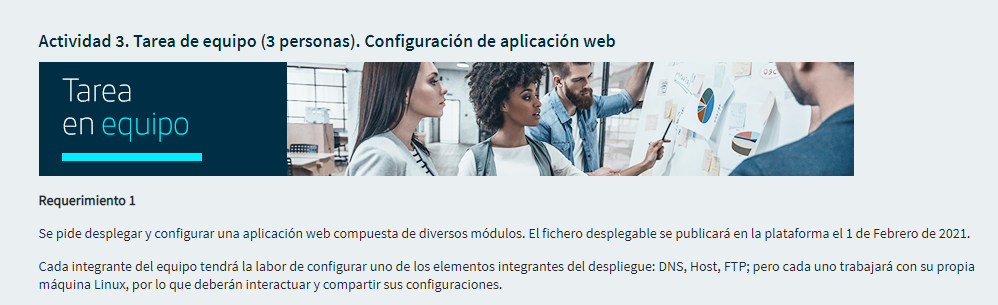 Actividad 3. Tarea de equipo (3 personas). Configuración de aplicación web
Tarea
en equipo
Requerimiento 1
Se pide desplegar y configurar una aplicación web compuesta de diversos módulos. El fichero desplegable se publicará en la plataforma el 1 de Febrero de 2021.
Cada integrante del equipo tendrá la labor de configurar uno de los elementos integrantes del despliegue: DNS, Host, FTP; pero cada uno trabajará con su propia
máquina Linux, por lo que deberán interactuar y compartir sus configuraciones.